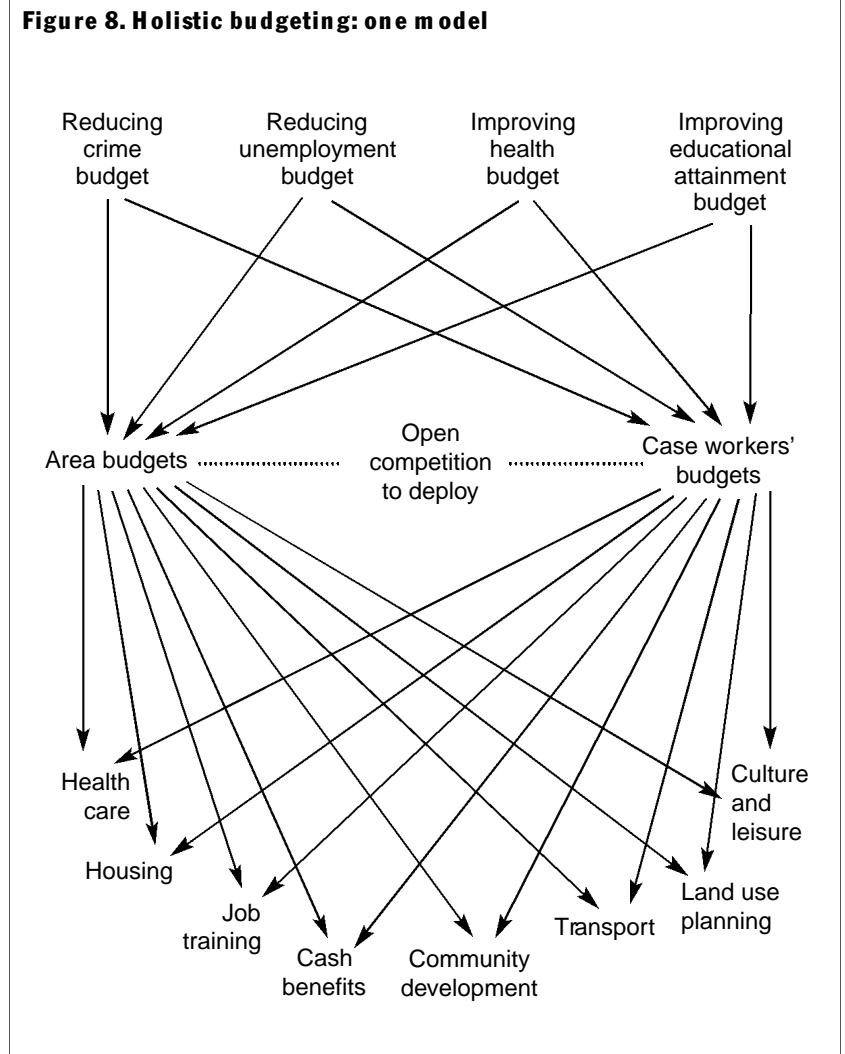 Figure 8. Holistic budgeting: one model
Reducing
crime
budget
Reducing
unemployment
budget
Improving
health
budget
Improving
educational
attainment
budget
Area budgets
Open
competition
to deploy
Case workers’
budgets
Health
care
Housing
Job
training
Cash
benefits
Community
development
Transport
Land use
planning
Culture
and
leisure